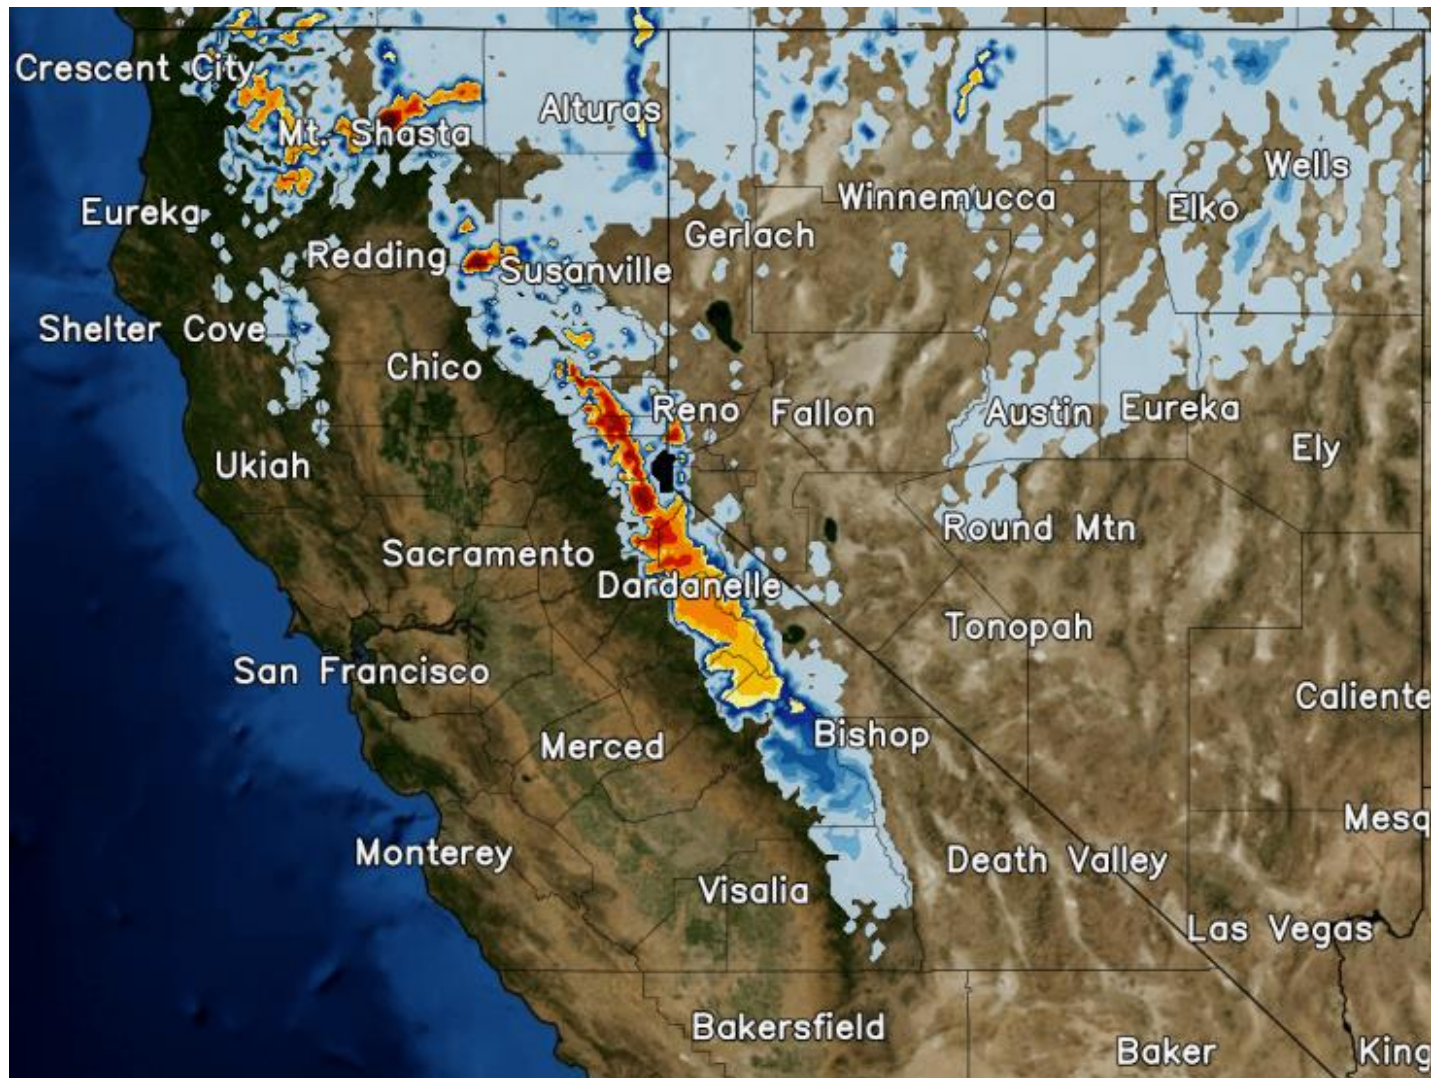 Crescent City
Alturas
Mt. Shasta
Wells
Winnemucca
Elko
Eureka
Gerlach
Redding
Susanville
Shelter Cove
Chico
Reno
Fallon
Austin
Eureka
Ely
Ukiah
Round Mtn
Sacramento
Dardanelle
Tonopah
San Francisco
Caliente
Bishop
Merced
Mesq
Monterey
Death Valley
Visalia
Las Vegas
Bakersfield
Baker
King